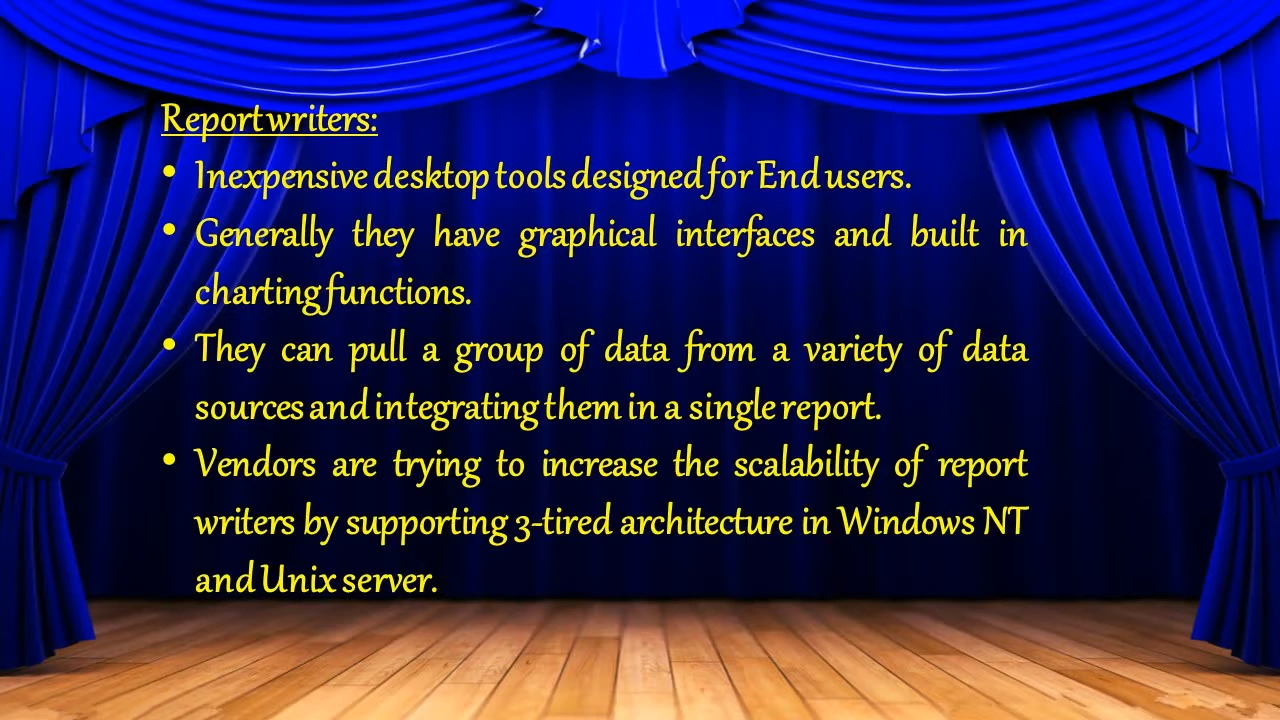 Report writers:
• Inexpensive desktop tools designed for End users.
• Generally they have graphical interfaces and built in
charting functions.
• They can pull a group of data from a variety of data
sources and integrating them in a single report.
• Vendors are trying to increase the scalability of report
writers by supporting 3-tired architecture in Windows NT
and Unix server.